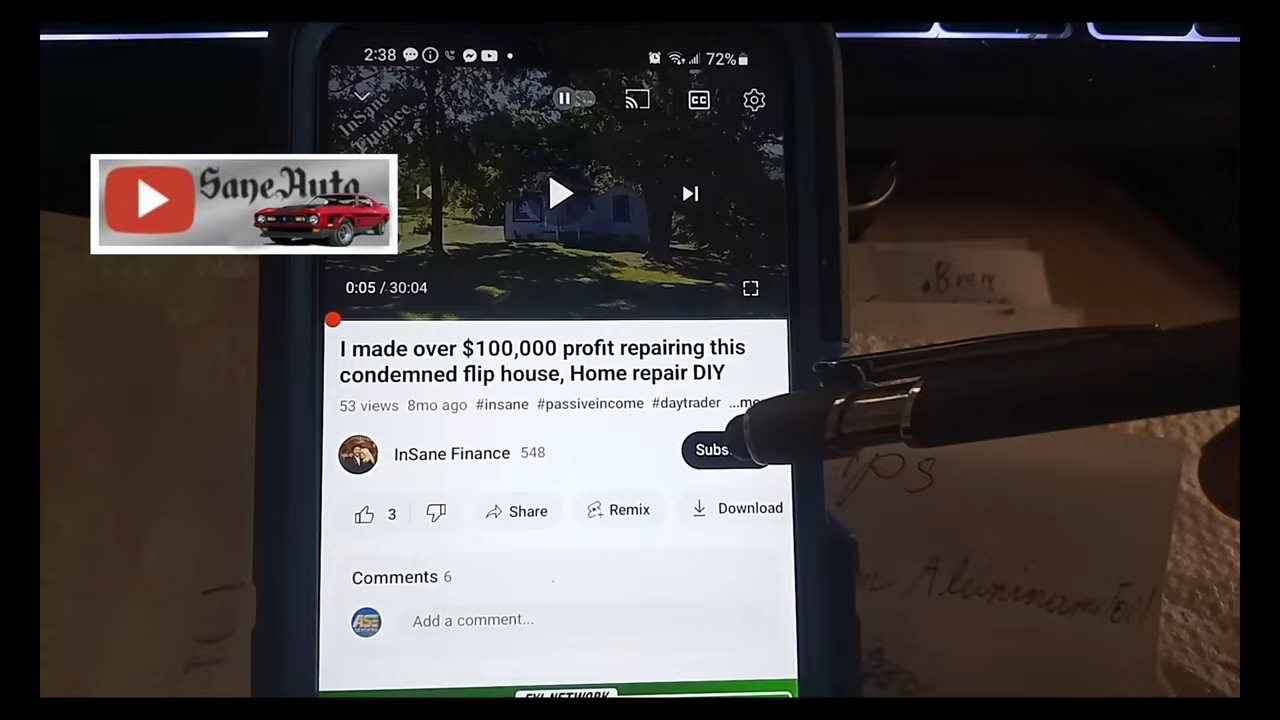 2:38 72%
InSane
Finance
SaneAuto
0:05 / 30:04
I made over $100,000 profit repairing this
condemned flip house, Home repair DIY
53 views 8mo ago #insane #passiveincome #daytrader
InSane Finance 548
Subs
3 Share Remix Download
Comments 6
ASE
Add a comment...